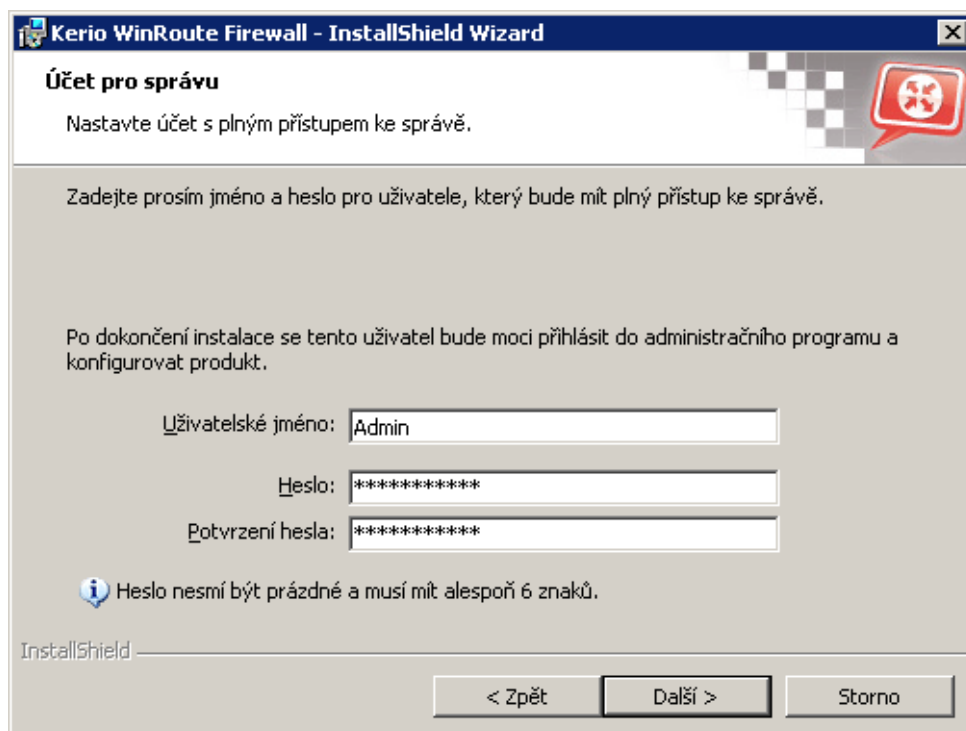 Kerio WinRoute Firewall - InstallShield Wizard
Účet pro správu
Nastavte účet s plným přístupem ke správě.
Zadejte prosím jméno a heslo pro uživatele, který bude mít plný přístup ke správě.
Po dokončení instalace se tento uživatel bude moci přihlásit do administračního programu a
konfigurovat produkt.
Uživatelské jméno: Admin
Heslo: ***********
Potvrzení hesla: ***********
Heslo nesmí být prázdné a musí mít alespoň 6 znaků.
InstallShield
< Zpět Další > Storno